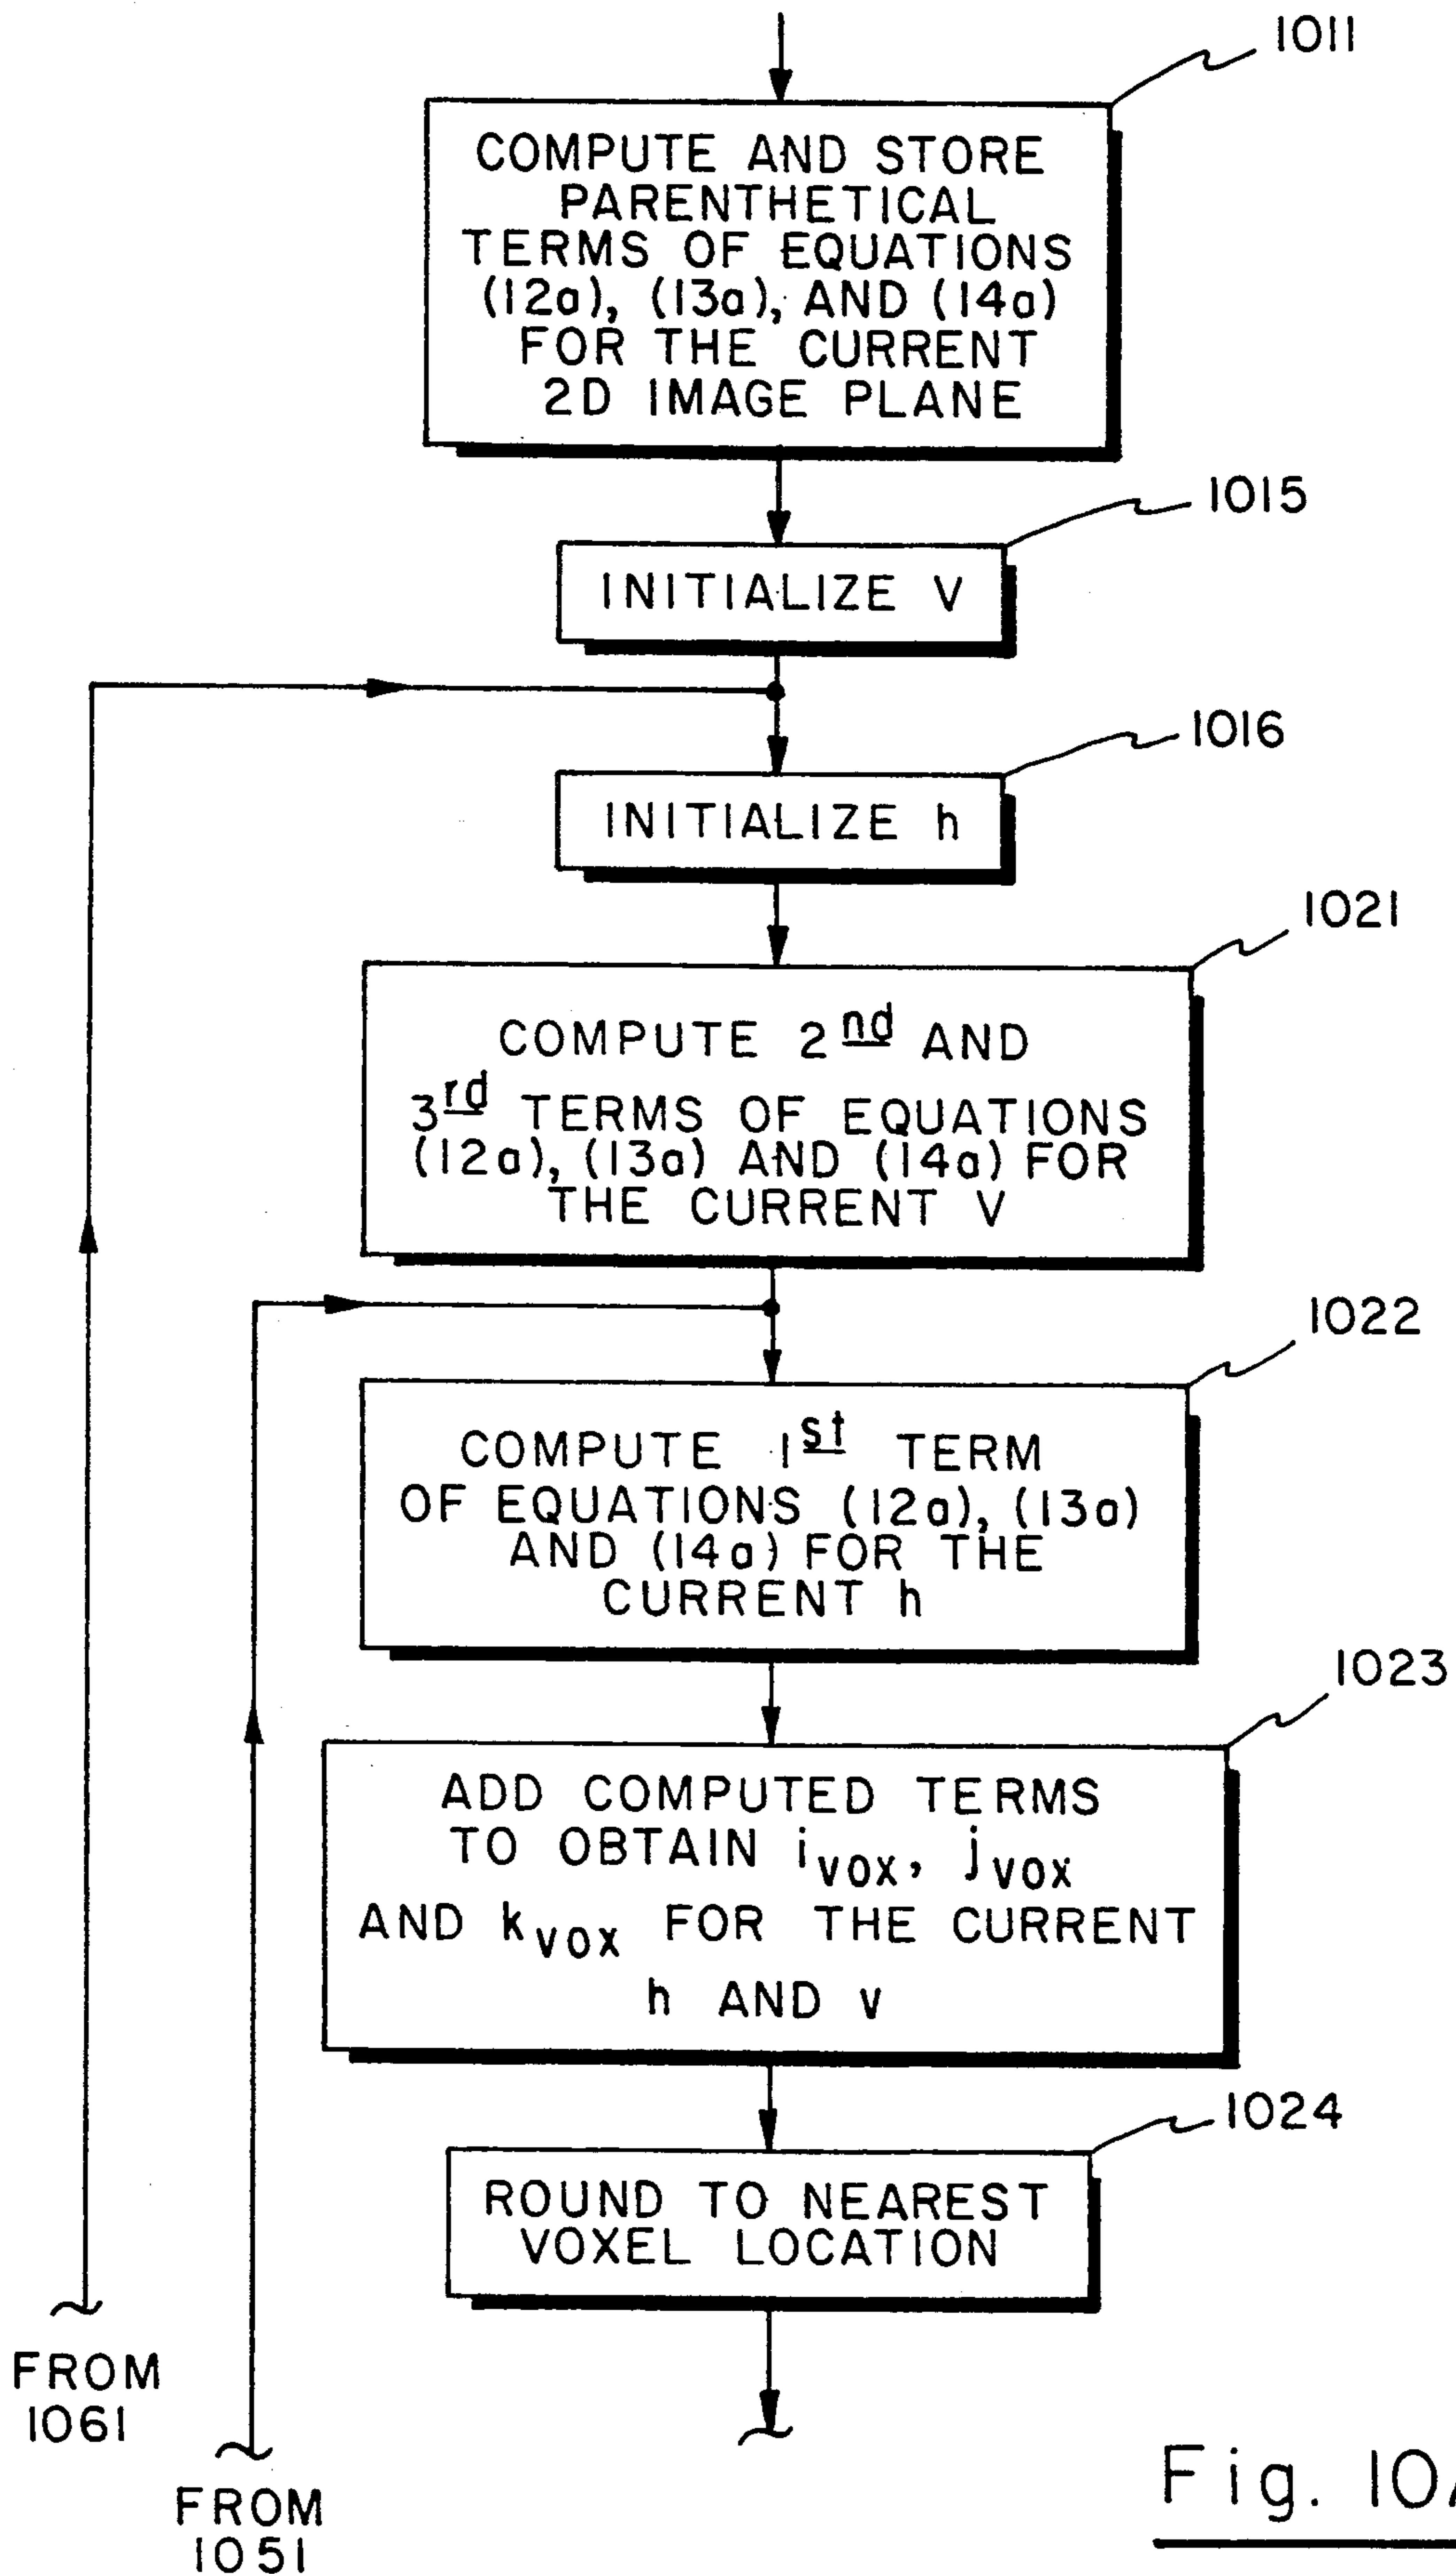 1011
COMPUTE AND STORE
PARENTHETICAL
TERMS OF EQUATIONS
(12a), (13a), AND (14a)
FOR THE CURRENT
2D IMAGE PLANE
1015
INITIALIZE V
1016
INITIALIZE h
1021
COMPUTE 2nd AND
3rd TERMS OF EQUATIONS
(12a), (13a) AND (14a) FOR
THE CURRENT V
1022
COMPUTE 1st TERM
OF EQUATIONS (12a), (13a)
AND (14a) FOR THE
CURRENT h
1023
ADD COMPUTED TERMS
TO OBTAIN ivox, jvox
AND kvox FOR THE CURRENT
h AND v
1024
ROUND TO NEAREST
VOXEL LOCATION
FROM
1061
FROM
1051
Fig. 10A